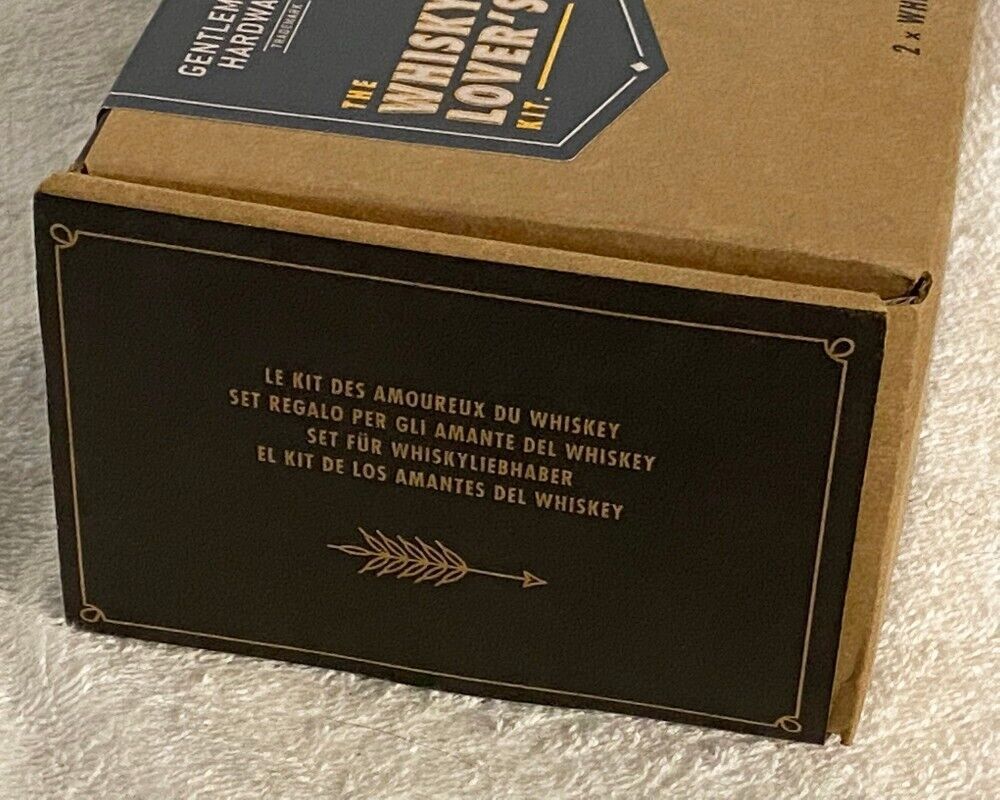 GENTLEM
HARDWA
TRADEMARK
THE
WHISKY
LOVER'S
KIT.
2 x WH
LE KIT DES AMOUREUX DU WHISKEY
SET REGALO PER GLI AMANTE DEL WHISKEY
SET FÜR WHISKYLIEBHABER
EL KIT DE LOS AMANTES DEL WHISKEY